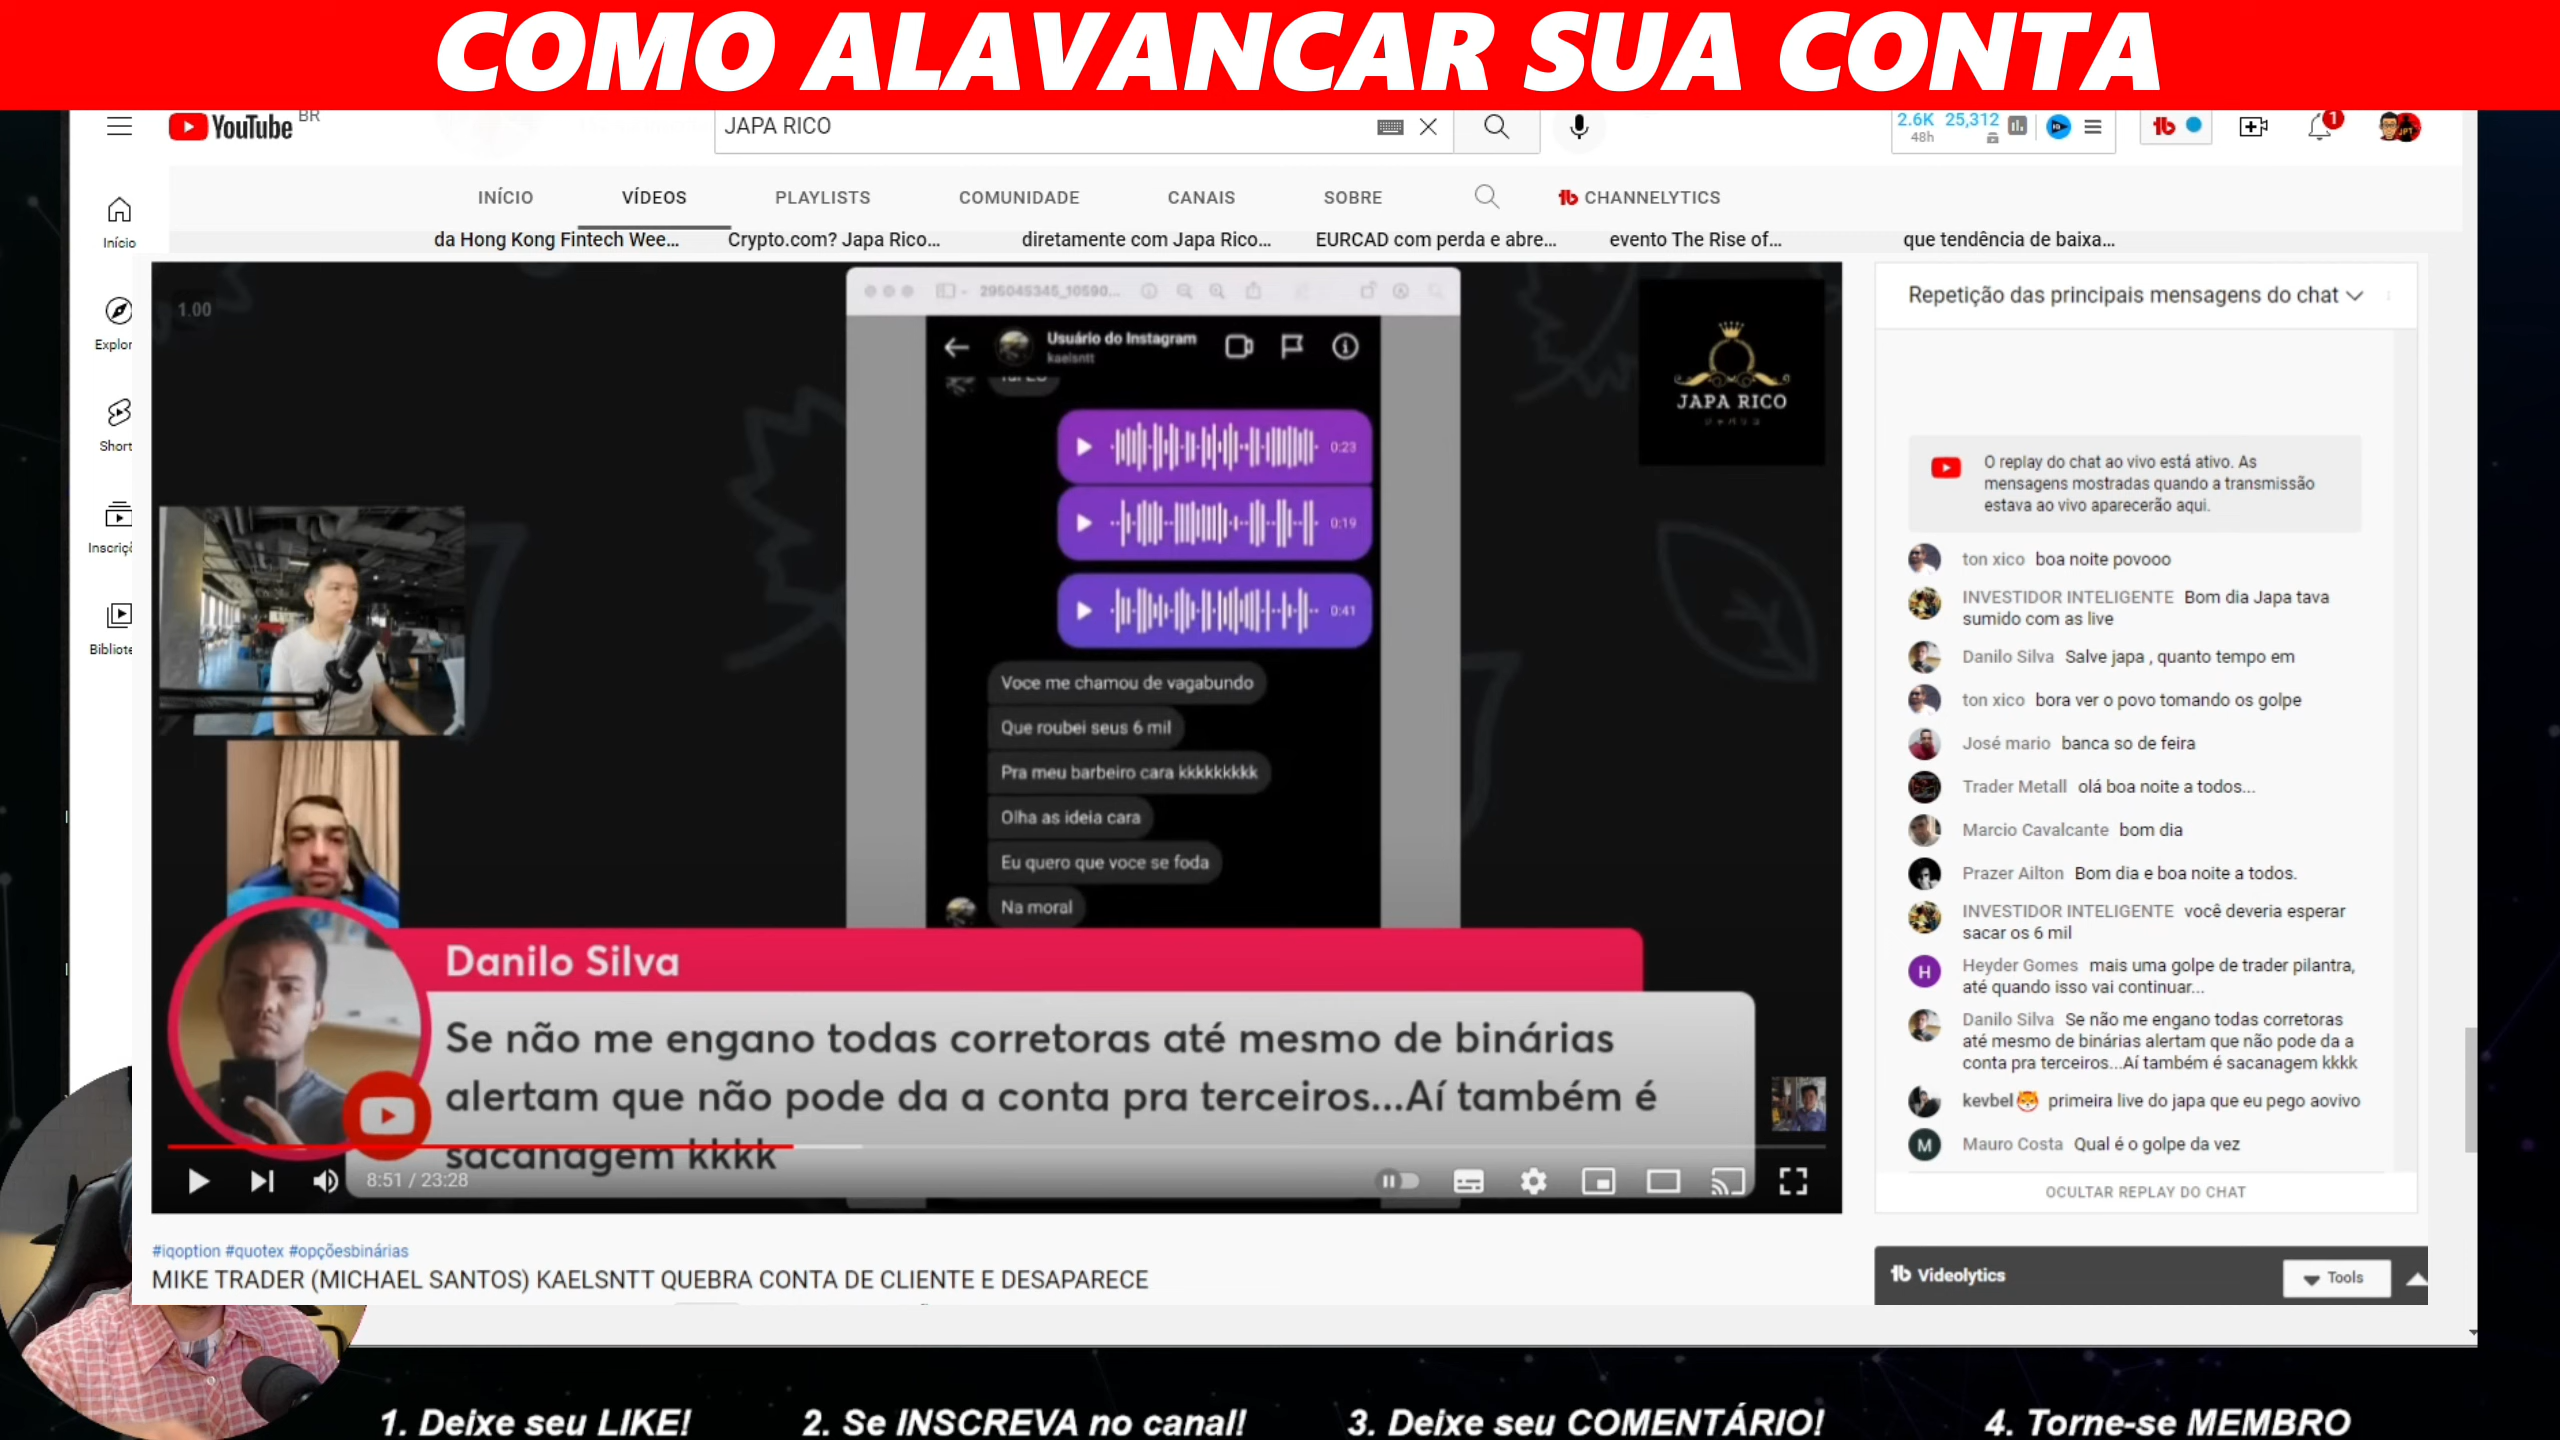 COMO ALAVANCAR SUA CONTA
YouTube BR
JAPA RICO
2.6K 25,312
48h
1
INÍCIO VÍDEOS PLAYLISTS COMUNIDADE CANAIS SOBRE CHANNELYTICS
Início
Explor
Short
Inscriçõ
Bibliote
da Hong Kong Fintech Wee... Crypto.com? Japa Rico... diretamente com Japa Rico... EURCAD com perda e abre... evento The Rise of... que tendência de baixa...
1.00
295045345_10590...
Usuário do Instagram
kaelsntt
0:23
0:19
0:41
Voce me chamou de vagabundo
Que roubei seus 6 mil
Pra meu barbeiro cara kkkkkkkkk
Olha as ideia cara
Eu quero que voce se foda
Na moral
JAPA RICO
Danilo Silva
Se não me engano todas corretoras até mesmo de binárias
alertam que não pode da a conta pra terceiros...Aí também é
sacanagem kkkk
8:51 / 23:28
Repetição das principais mensagens do chat
O replay do chat ao vivo está ativo. As
mensagens mostradas quando a transmissão
estava ao vivo aparecerão aqui.
ton xico boa noite povooo
INVESTIDOR INTELIGENTE Bom dia Japa tava
sumido com as live
Danilo Silva Salve japa , quanto tempo em
ton xico bora ver o povo tomando os golpe
José mario banca so de feira
Trader Metall olá boa noite a todos...
Marcio Cavalcante bom dia
Prazer Ailton Bom dia e boa noite a todos.
INVESTIDOR INTELIGENTE você deveria esperar
sacar os 6 mil
H
Heyder Gomes mais uma golpe de trader pilantra,
até quando isso vai continuar...
Danilo Silva Se não me engano todas corretoras
até mesmo de binárias alertam que não pode da a
conta pra terceiros...Aí também é sacanagem kkkk
kevbel primeira live do japa que eu pego aovivo
M
Mauro Costa Qual é o golpe da vez
OCULTAR REPLAY DO CHAT
#iqoption #quotex #opçõesbinárias
MIKE TRADER (MICHAEL SANTOS) KAELSNTT QUEBRA CONTA DE CLIENTE E DESAPARECE
Videolytics
Tools
1. Deixe seu LIKE! 2. Se INSCREVA no canal! 3. Deixe seu COMENTÁRIO! 4. Torne-se MEMBRO